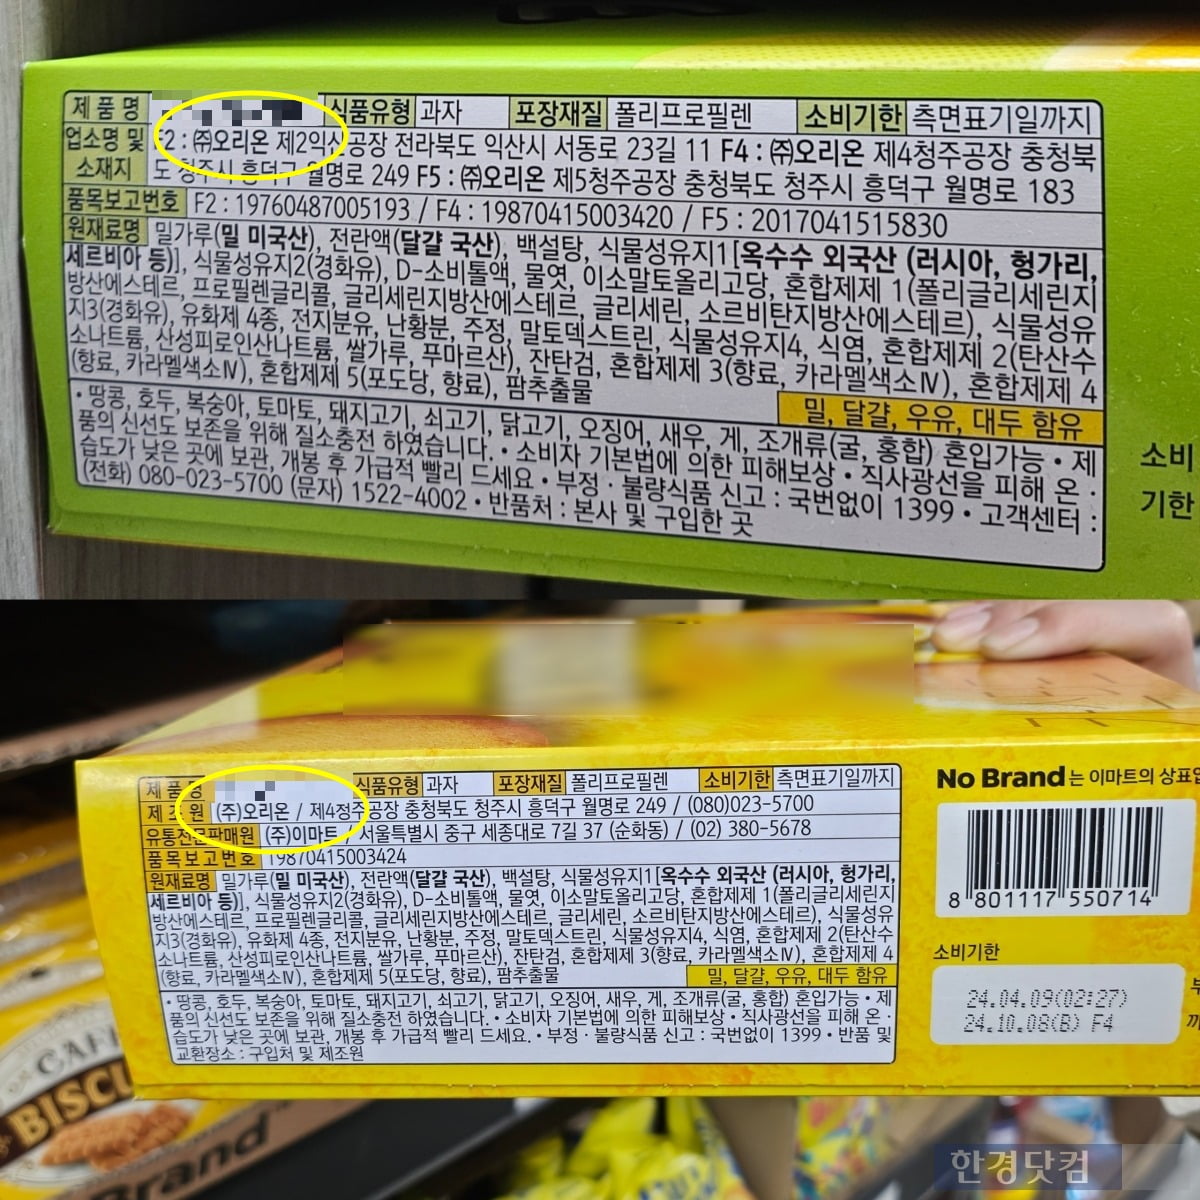 제 품 명 식품유형 과자 포장재질 폴리프로필렌 소비기한 측면표기일까지
업소명 및 F2 : ㈜오리온 제2익산공장 전라북도 익산시 서동로 23길 11 F4 : ㈜오리온 제4청주공장 충청북
소재지 도 청주시 흥덕구 월명로 249 F5 : ㈜오리온 제5청주공장 충청북도 청주시 흥덕구 월명로 183
품목보고번호 F2 : 19760487005193 / F4 : 19870415003420 / F5 : 2017041515830
원재료명 밀가루(밀 미국산), 전란액(달걀 국산), 백설탕, 식물성유지1[옥수수 외국산 (러시아, 헝가리,
세르비아 등)], 식물성유지2(경화유), D-소비톨액, 물엿, 이소말토올리고당, 혼합제제 1(폴리글리세린지
방산에스테르, 프로필렌글리콜, 글리세린지방산에스테르, 글리세린, 소르비탄지방산에스테르), 식물성유
지3(경화유), 유화제 4종, 전지분유, 난황분, 주정, 말토덱스트린, 식물성유지4, 식염, 혼합제제 2(탄산수
소나트륨, 산성피로인산나트륨, 쌀가루, 푸마르산), 잔탄검, 혼합제제 3(향료, 카라멜색소Ⅳ), 혼합제제 4
(향료, 카라멜색소Ⅳ), 혼합제제 5(포도당, 향료), 팜추출물
밀, 달걀, 우유, 대두 함유
• 땅콩, 호두, 복숭아, 토마토, 돼지고기, 쇠고기, 닭고기, 오징어, 새우, 게, 조개류(굴, 홍합) 혼입가능 • 제
품의 신선도 보존을 위해 질소충전 하였습니다. • 소비자 기본법에 의한 피해보상 • 직사광선을 피해 온 ·
습도가 낮은 곳에 보관, 개봉 후 가급적 빨리 드세요 • 부정 · 불량식품 신고 : 국번없이 1399 • 고객센터 :
(전화) 080-023-5700 (문자) 1522-4002 • 반품처 : 본사 및 구입한 곳
소비
기한
제 품 명 식품유형 과자 포장재질 폴리프로필렌 소비기한 측면표기일까지
제 조 원 (주)오리온 / 제4청주공장 충청북도 청주시 흥덕구 월명로 249 / (080)023-5700
유통전문판매원 (주)이마트 / 서울특별시 중구 세종대로 7길 37 (순화동) / (02) 380-5678
품목보고번호 19870415003424
원재료명 밀가루(밀 미국산), 전란액(달걀 국산), 백설탕, 식물성유지1[옥수수 외국산 (러시아, 헝가리,
세르비아 등)], 식물성유지2(경화유), D-소비톨액, 물엿, 이소말토올리고당, 혼합제제 1(폴리글리세린지
방산에스테르, 프로필렌글리콜, 글리세린지방산에스테르, 글리세린, 소르비탄지방산에스테르), 식물성유
지3(경화유), 유화제 4종, 전지분유, 난황분, 주정, 말토덱스트린, 식물성유지4, 식염, 혼합제제 2(탄산수
소나트륨, 산성피로인산나트륨, 쌀가루, 푸마르산), 잔탄검, 혼합제제 3(향료, 카라멜색소Ⅳ), 혼합제제 4
(향료, 카라멜색소Ⅳ), 혼합제제 5(포도당, 향료), 팜추출물
밀, 달걀, 우유, 대두 함유
• 땅콩, 호두, 복숭아, 토마토, 돼지고기, 쇠고기, 닭고기, 오징어, 새우, 게, 조개류(굴, 홍합) 혼입가능 • 제
품의 신선도 보존을 위해 질소충전 하였습니다. • 소비자 기본법에 의한 피해보상 • 직사광선을 피해 온 ·
습도가 낮은 곳에 보관, 개봉 후 가급적 빨리 드세요. • 부정 · 불량식품 신고 : 국번없이 1399 • 반품 및
교환장소 : 구입처 및 제조원
No Brand는 이마트의 상표
8 801117 550714
소비기한
24.04.09(02:27)
24.10.08(B) F4
CAF
BISCU
Brand
한경닷컴